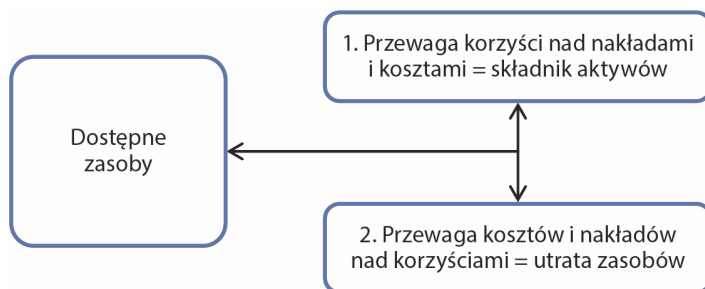 1. Przewaga korzyści nad nakładami
i kosztami = składnik aktywów
Dostępne
zasoby
2. Przewaga kosztów i nakładów
nad korzyściami = utrata zasobów